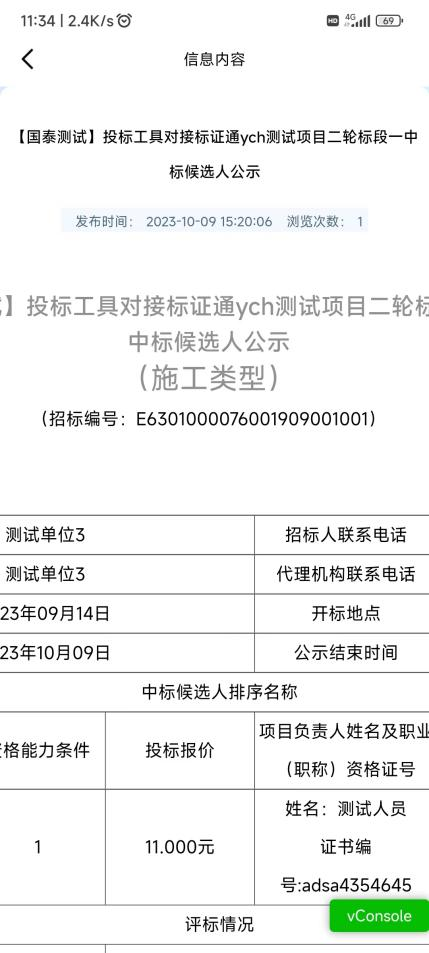 11:34 | 2.4K/s
HD 4G 69
信息内容
【国泰测试】投标工具对接标证通ych测试项目二轮标段一中
标候选人公示
发布时间： 2023-10-09 15:20:06 浏览次数： 1
】投标工具对接标证通ych测试项目二轮标
中标候选人公示
（施工类型）
（招标编号：E6301000076001909001001）
测试单位3 招标人联系电话
测试单位3 代理机构联系电话
23年09月14日 开标地点
23年10月09日 公示结束时间
中标候选人排序名称
格能力条件 投标报价 项目负责人姓名及职业
（职称）资格证号
1 11.000元 姓名：测试人员
证书编
号:adsa4354645
评标情况
vConsole